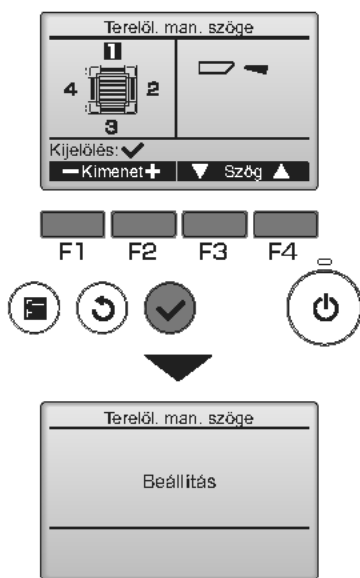 Terelől. man. szöge
1
4 2
3
Kijelölés:
Kimenet Szög
F1 F2 F3 F4
Terelől. man. szöge
Beállítás